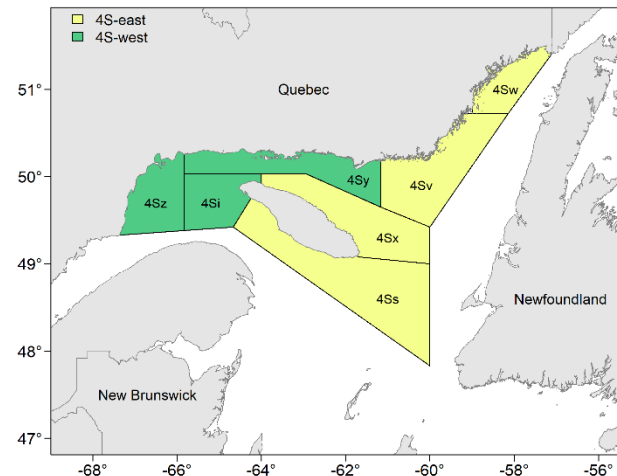 4S-east
4S-west
51°
50°
49°
48°
47°
Quebec
4Sw
4Sy
4Sv
4Sz
4Si
4Sx
4Ss
Newfoundland
New Brunswick
-68°
-66°
-64°
-62°
-60°
-58°
-56°